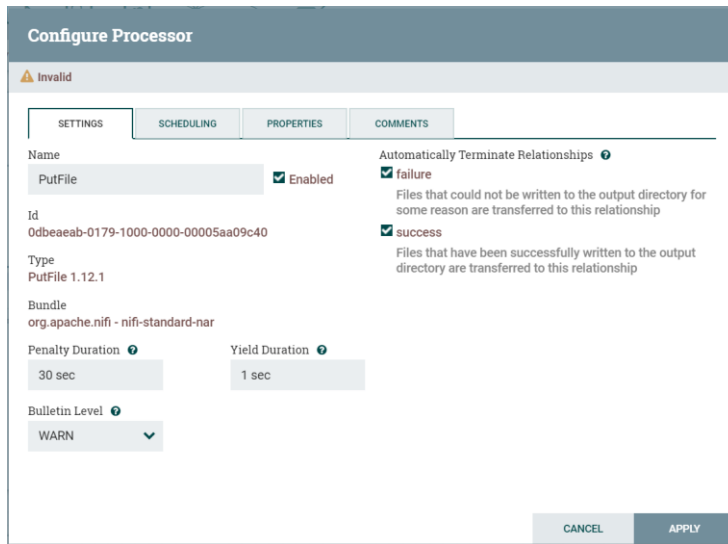 Configure Processor
Invalid
SETTINGS
SCHEDULING
PROPERTIES
COMMENTS
Name
PutFile
Enabled
Id
0dbeaeab-0179-1000-0000-00005aa09c40
Type
PutFile 1.12.1
Bundle
org.apache.nifi - nifi-standard-nar
Penalty Duration
Yield Duration
30 sec
1 sec
Bulletin Level
WARN
Automatically Terminate Relationships
failure
Files that could not be written to the output directory for
some reason are transferred to this relationship
success
Files that have been successfully written to the output
directory are transferred to this relationship
CANCEL
APPLY